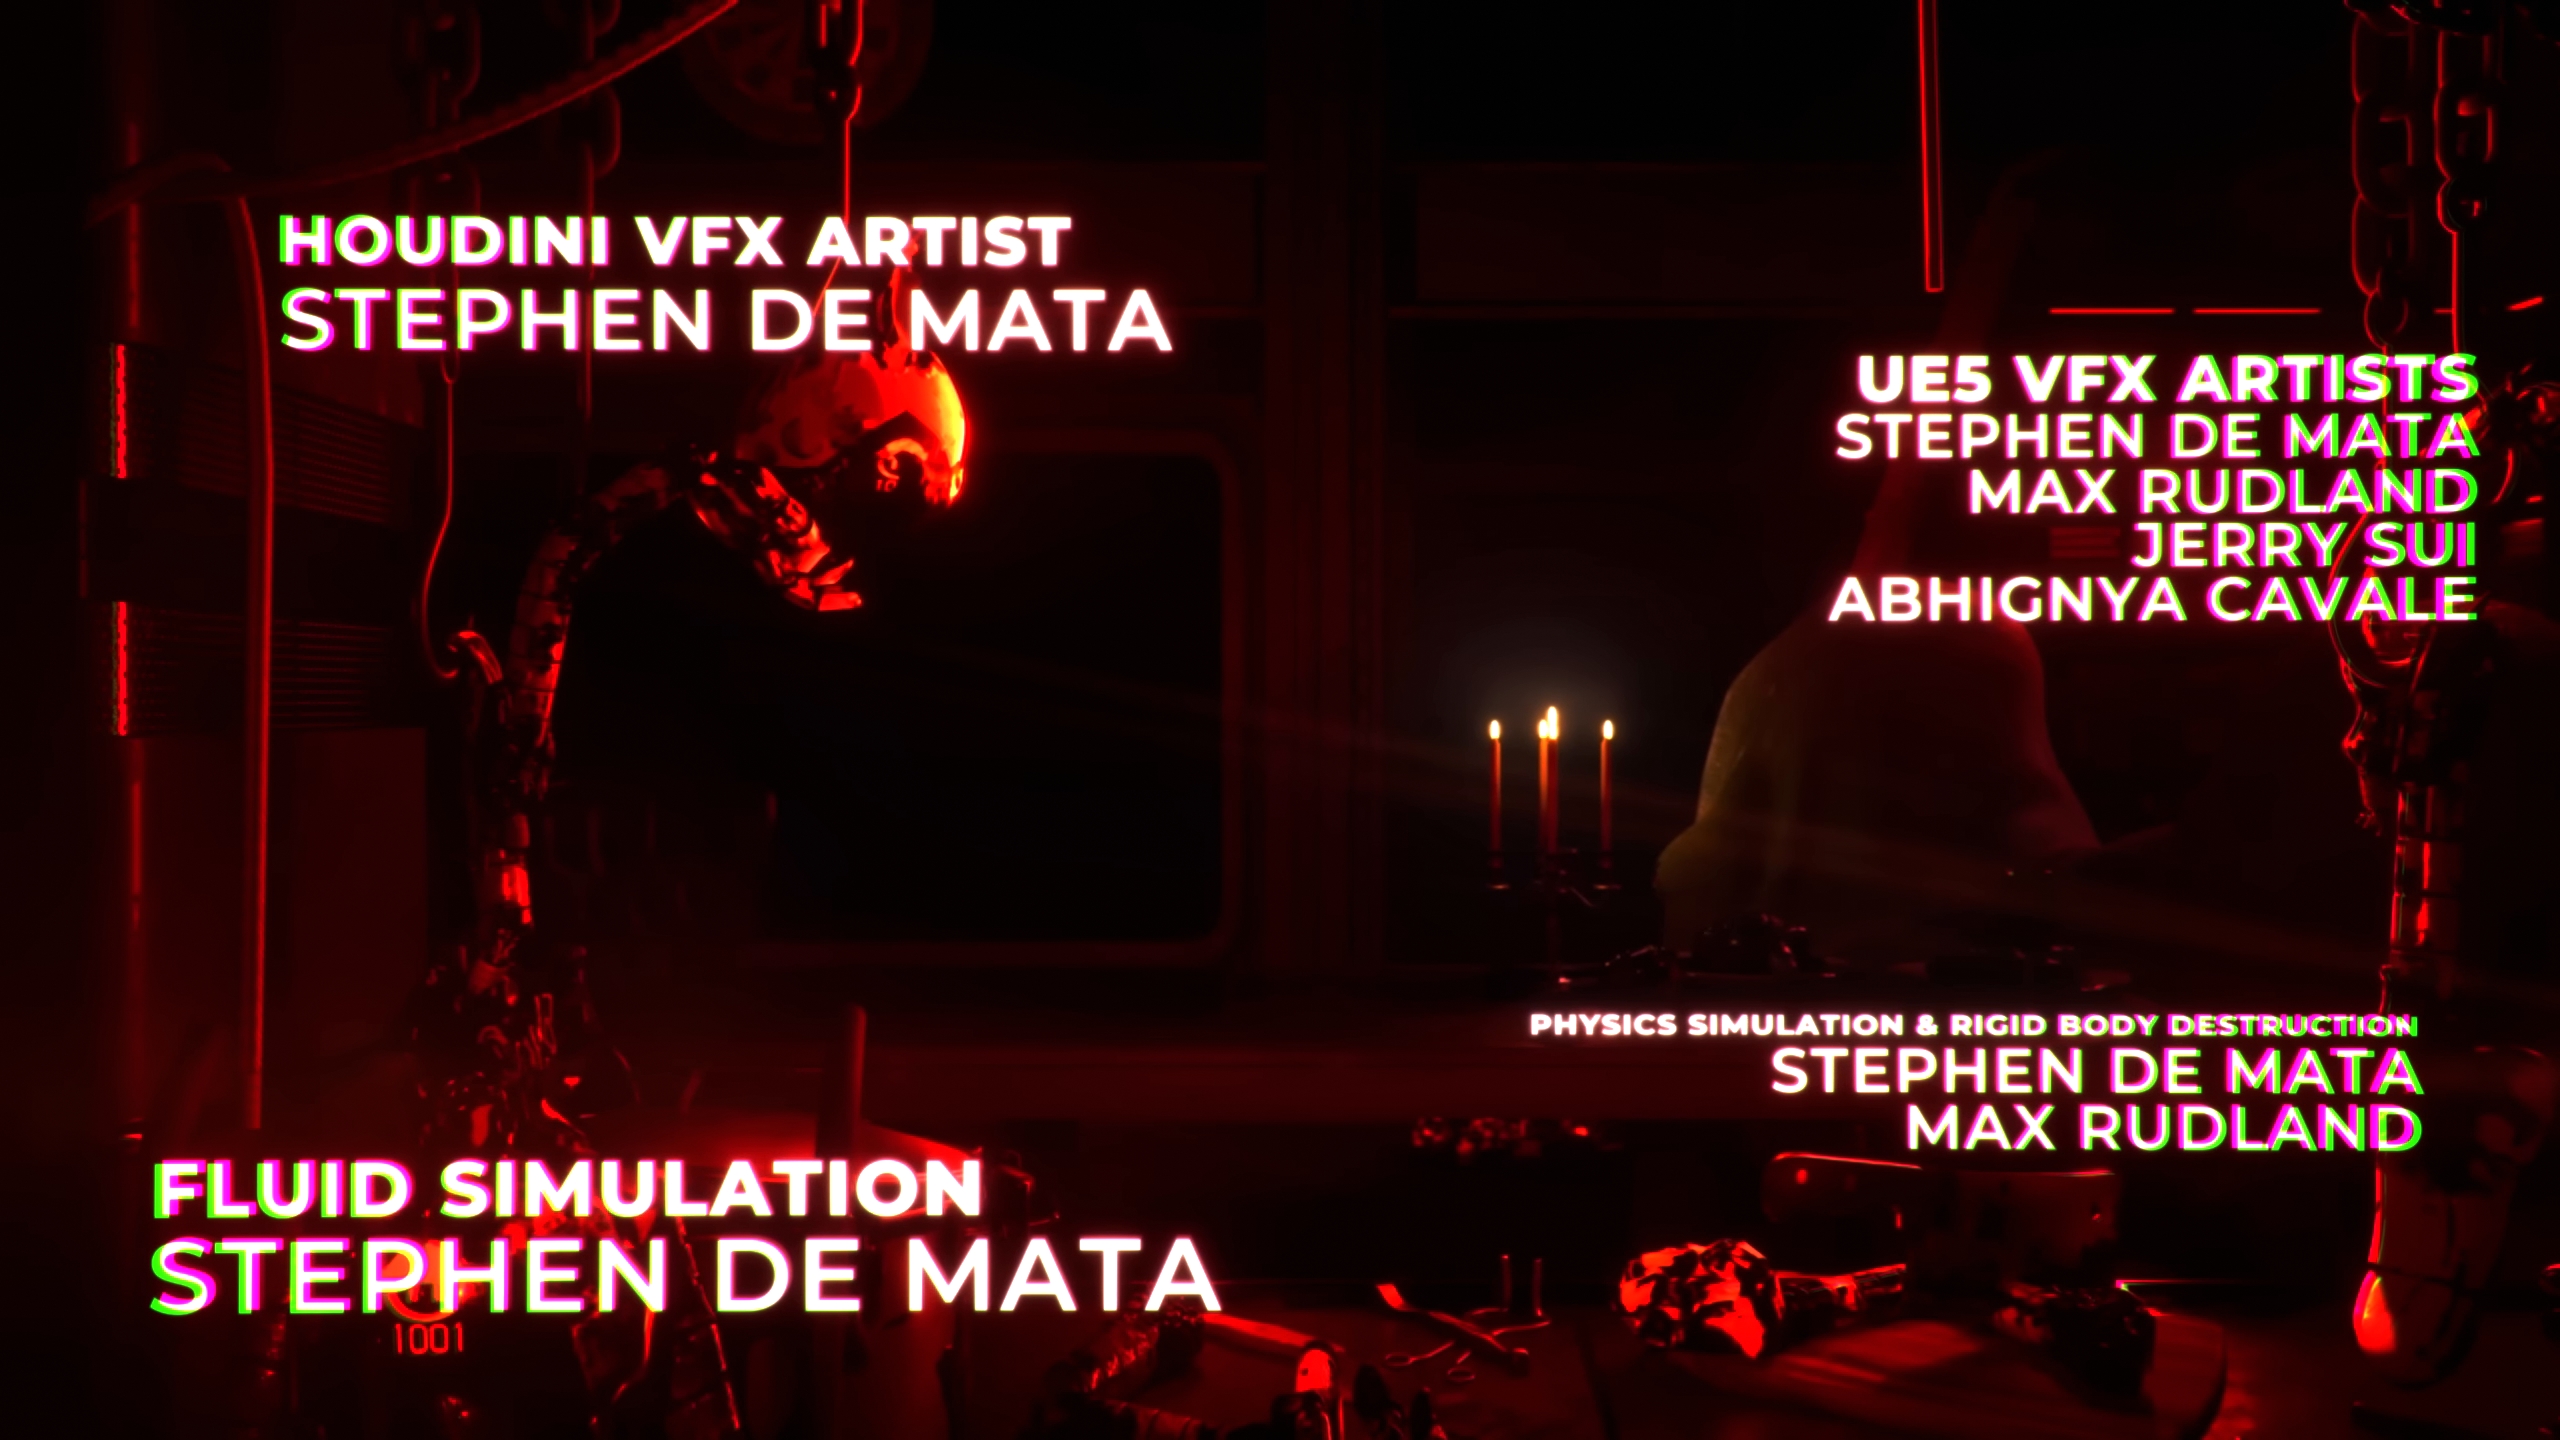 HOUDINI VFX ARTIST
STEPHEN DE MATA
UE5 VFX ARTISTS
STEPHEN DE MATA
MAX RUDLAND
JERRY SUI
ABHIGNYA CAVALE
PHYSICS SIMULATION & RIGID BODY DESTRUCTION
STEPHEN DE MATA
MAX RUDLAND
FLUID SIMULATION
STEPHEN DE MATA
1001